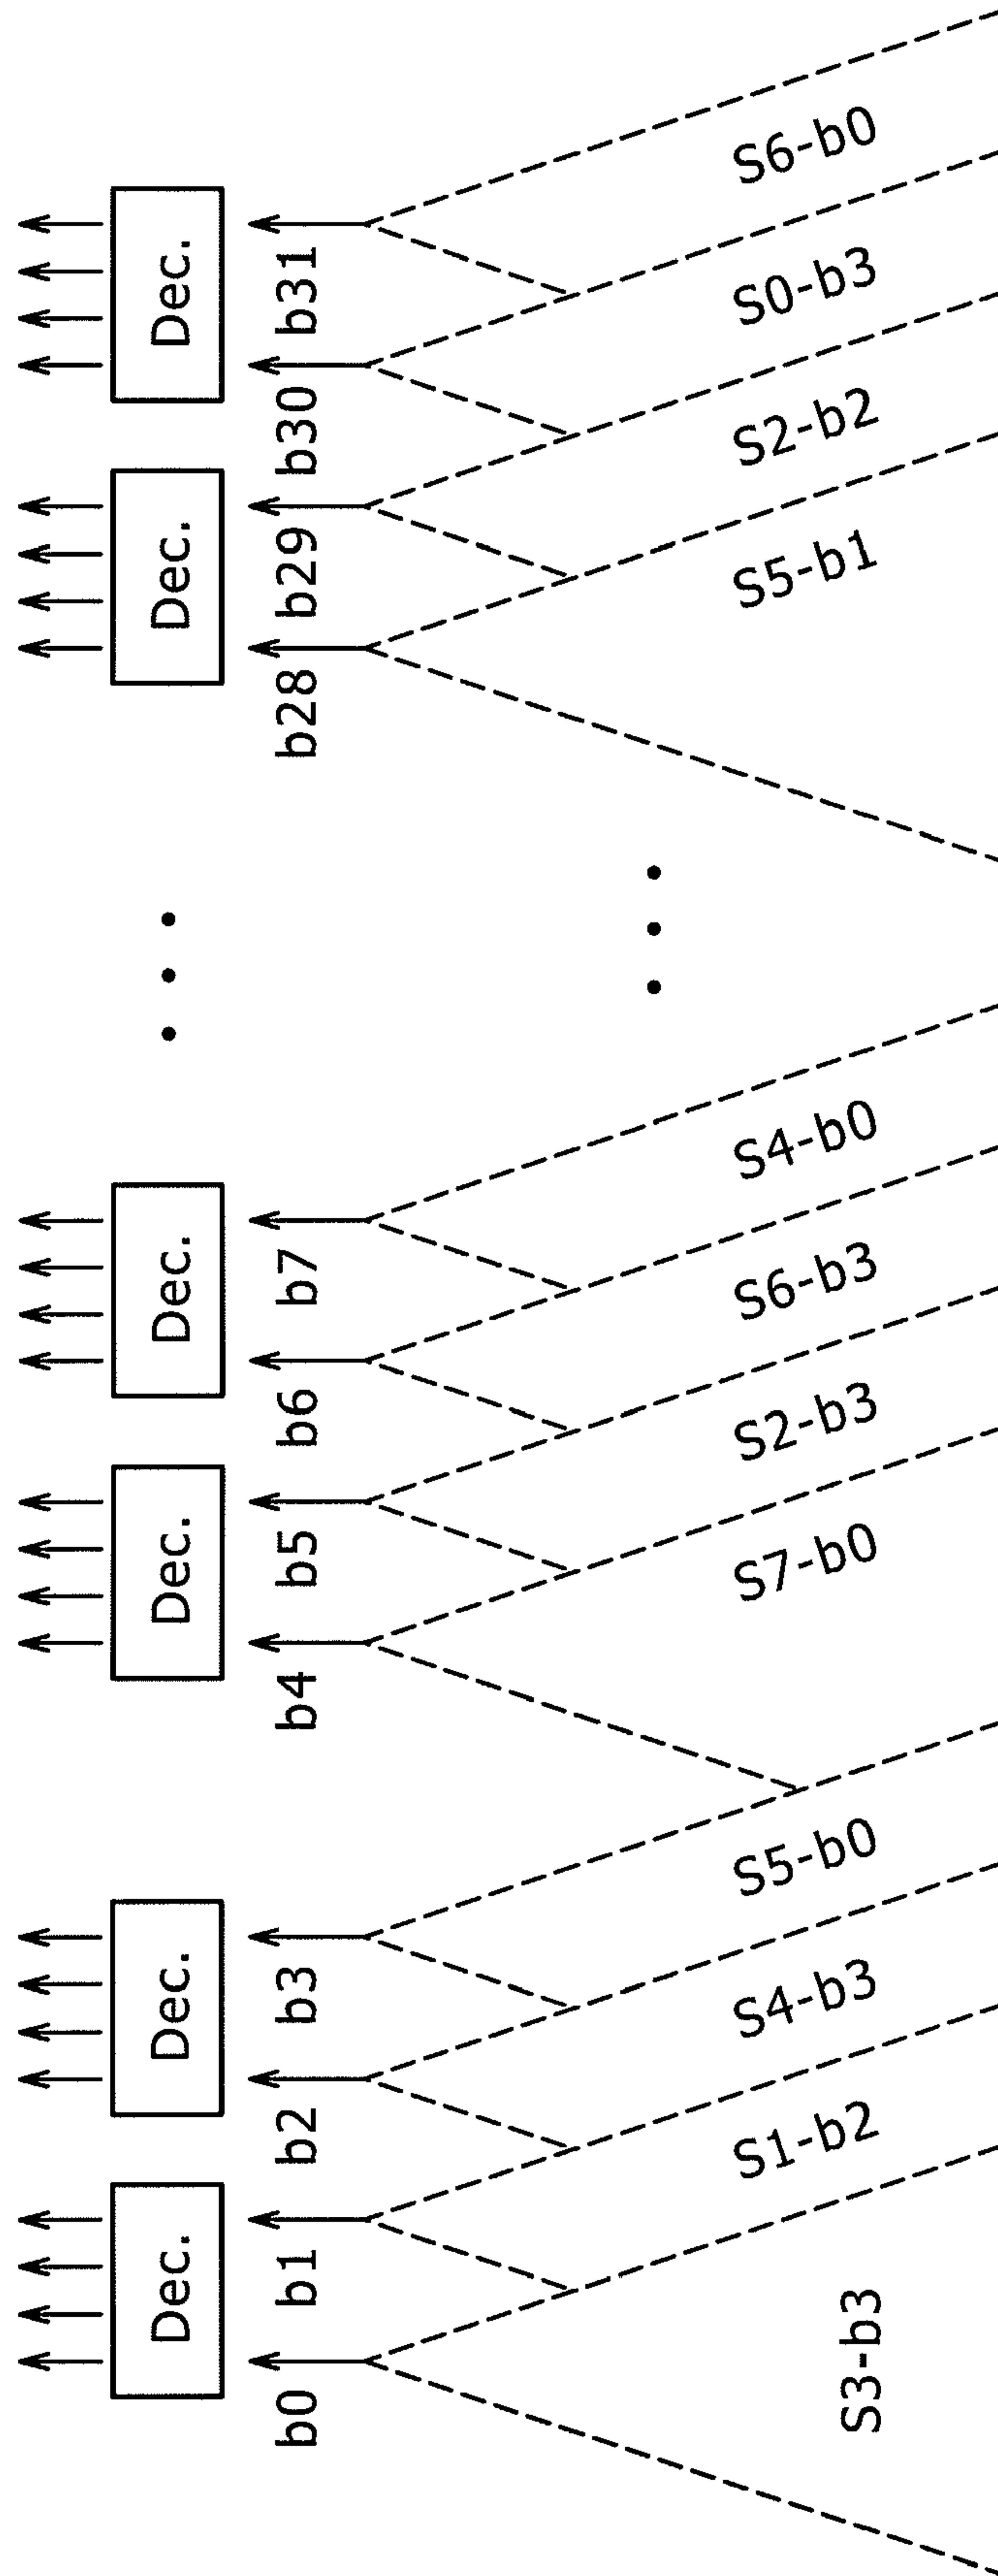 Dec.
Dec.
Dec.
Dec.
Dec.
Dec.
b0
b1
b2
b3
b4
b5
b6
b7
b28
b29
b30
b31
S3-b3
S1-b2
S4-b3
S5-b0
S7-b0
S2-b3
S6-b3
S4-b0
S5-b1
S2-b2
S0-b3
S6-b0